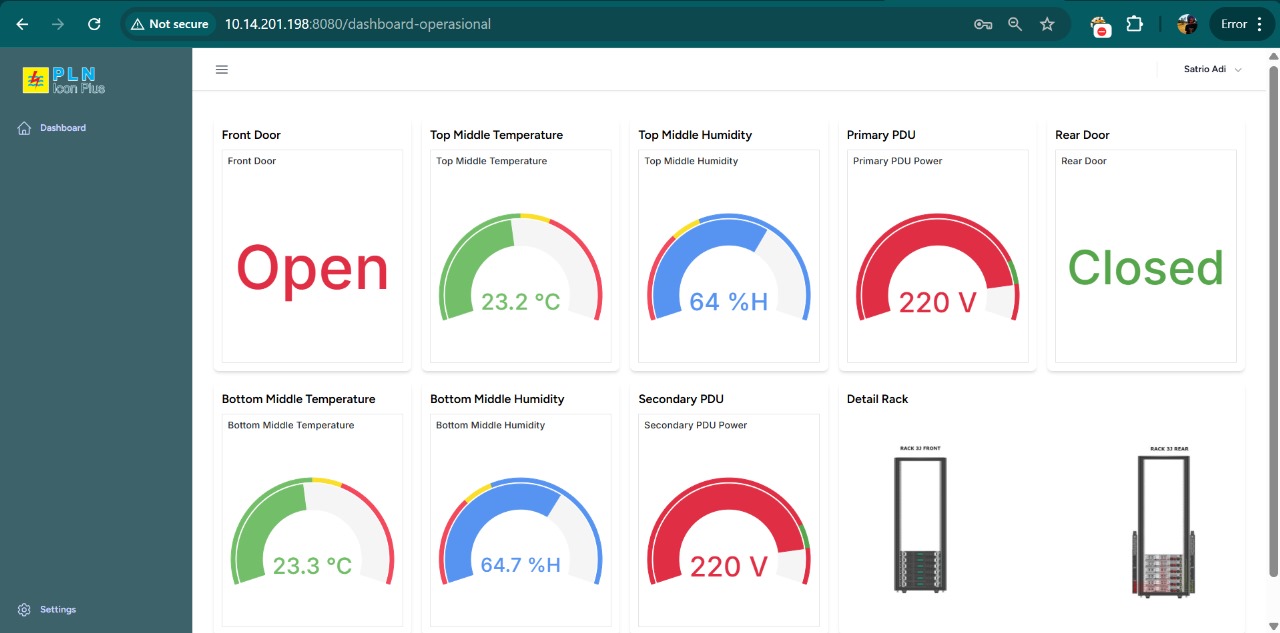 Not secure
10.14.201.198:8080/dashboard-operasional
Error
PLN
Icon Plus
Satrio Adi
Dashboard
Front Door
Front Door
Open
Top Middle Temperature
Top Middle Temperature
23.2 °C
Top Middle Humidity
Top Middle Humidity
64 %H
Primary PDU
Primary PDU Power
220 V
Rear Door
Rear Door
Closed
Bottom Middle Temperature
Bottom Middle Temperature
23.3 °C
Bottom Middle Humidity
Bottom Middle Humidity
64.7 %H
Secondary PDU
Secondary PDU Power
220 V
Detail Rack
RACK 3J FRONT
RACK 3J REAR
Settings